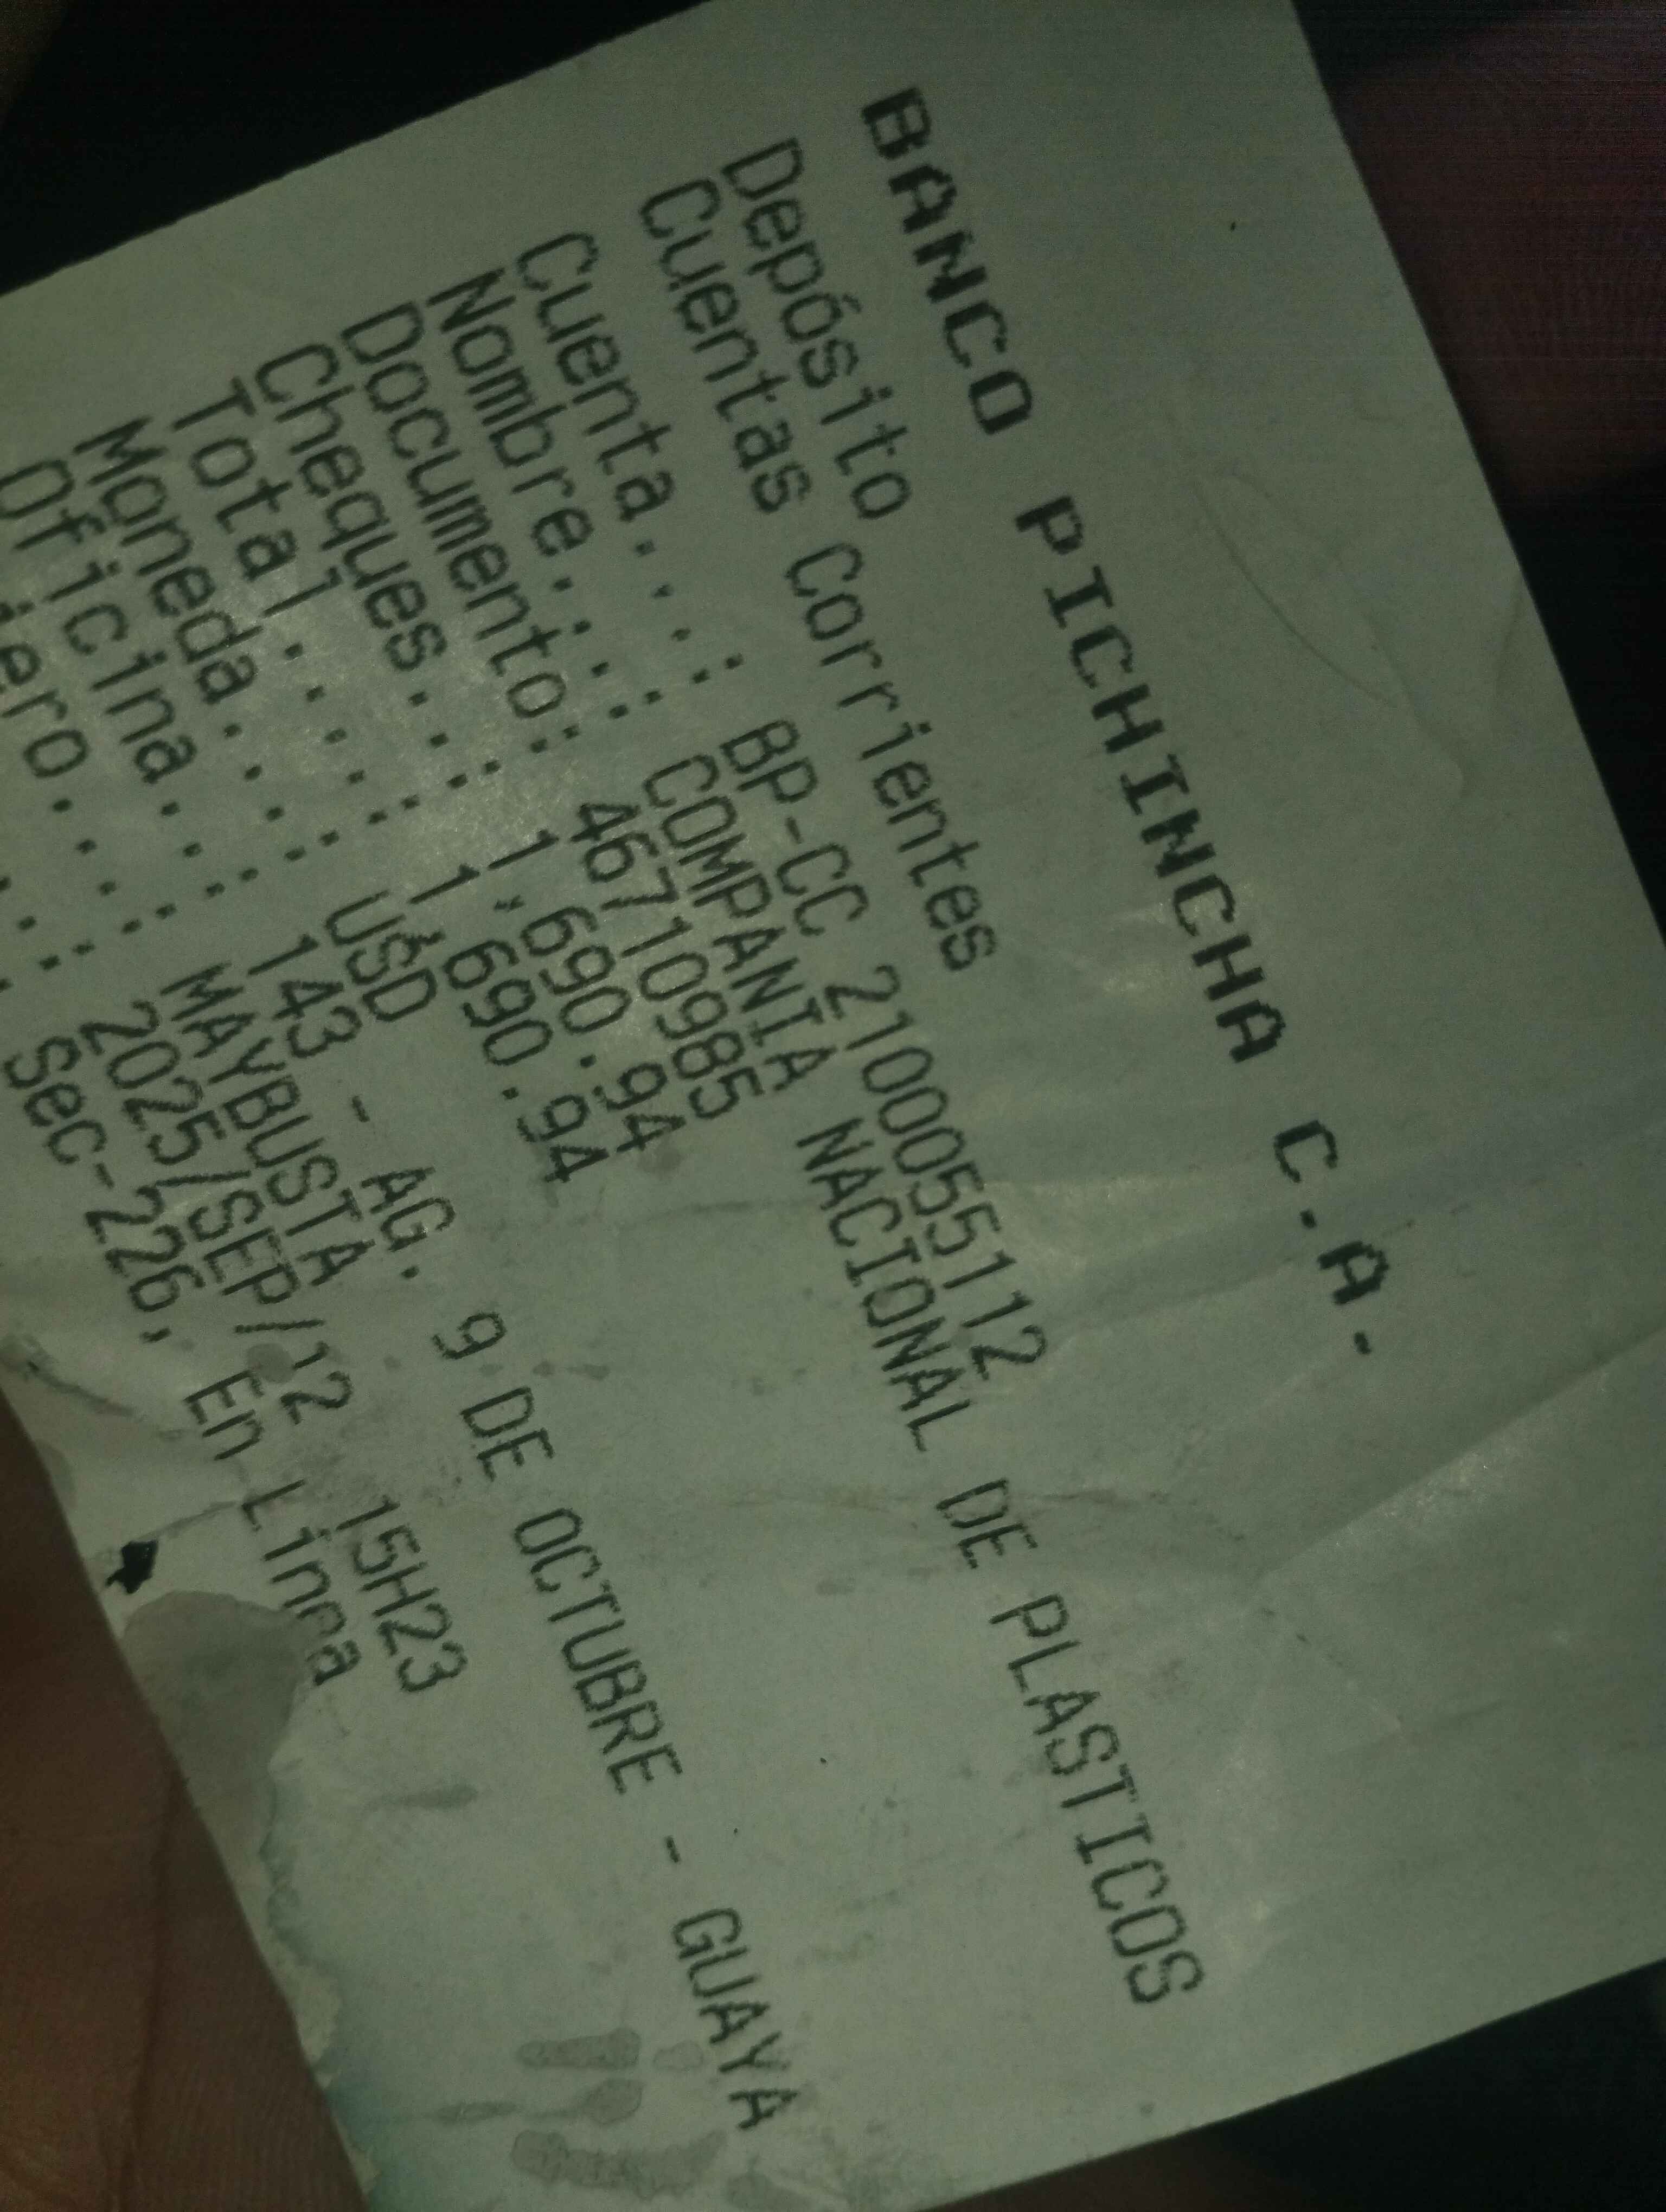 BANCO PICHINCHA C.A.
Depósito
Cuentas Corrientes
Cuenta....: BP-CC 2100055112
Nombre....: COMPANIA NACIONAL DE PLASTICOS
Documento: 46710985
Cheques...: 1,690.94
Total.....: 1,690.94
Moneda....: USD
Oficina...: 143 - AG. 9 DE OCTUBRE - GUAYA
MAYBUSTA
2025/SEP/12 15H23
Sec-226, En Linea